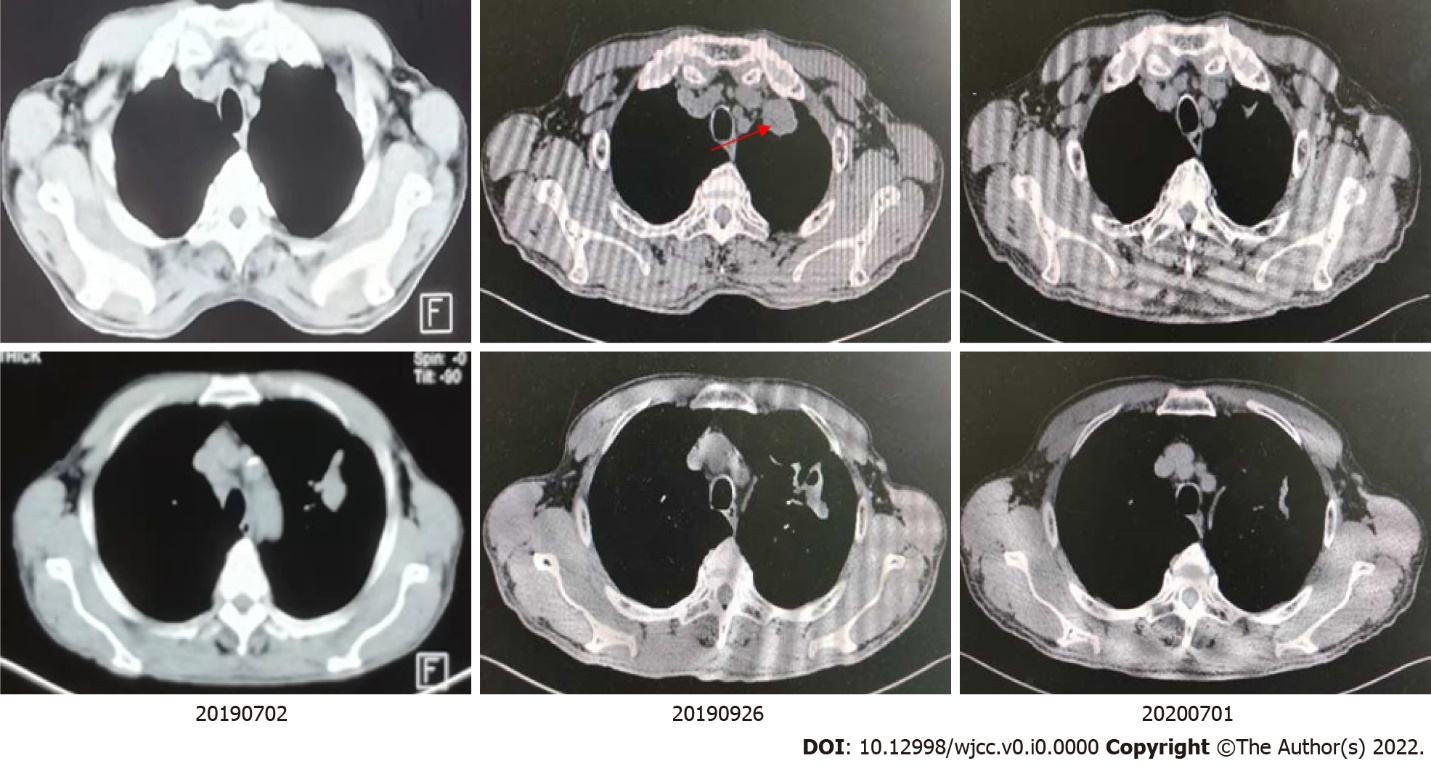 F
THICK
Spin: -0
Tilt: -90
F
20190702
20190926
20200701
DOI: 10.12998/wjcc.v0.i0.0000 Copyright ©The Author(s) 2022.